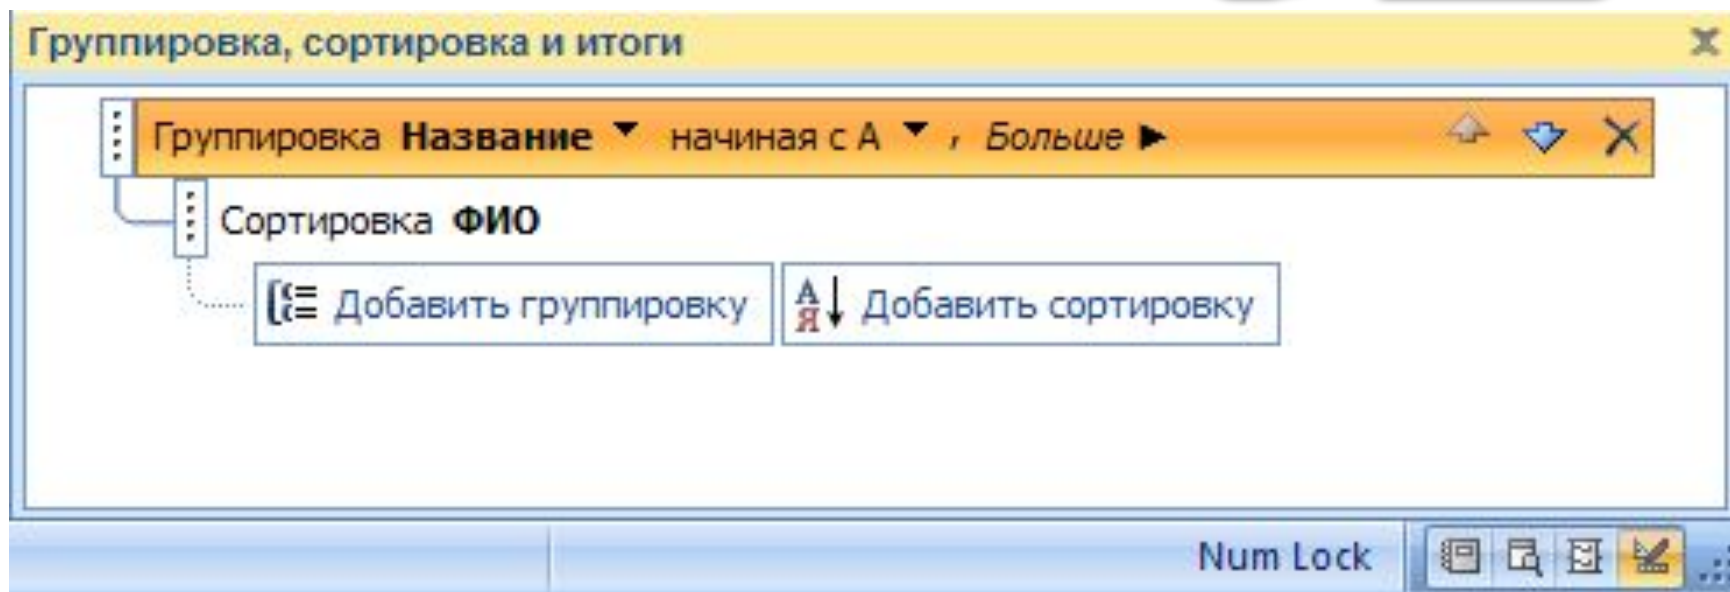 Группировка, сортировка и итоги
Группировка Название начиная с А , Больше
Сортировка ФИО
Добавить группировку А Я Добавить сортировку
Num Lock